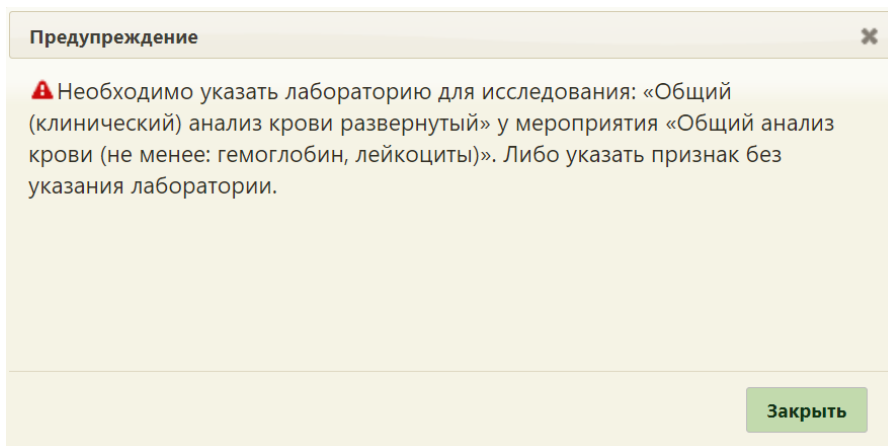 Предупреждение
Необходимо указать лабораторию для исследования: «Общий
(клинический) анализ крови развернутый» у мероприятия «Общий анализ
крови (не менее: гемоглобин, лейкоциты)». Либо указать признак без
указания лаборатории.
Закрыть